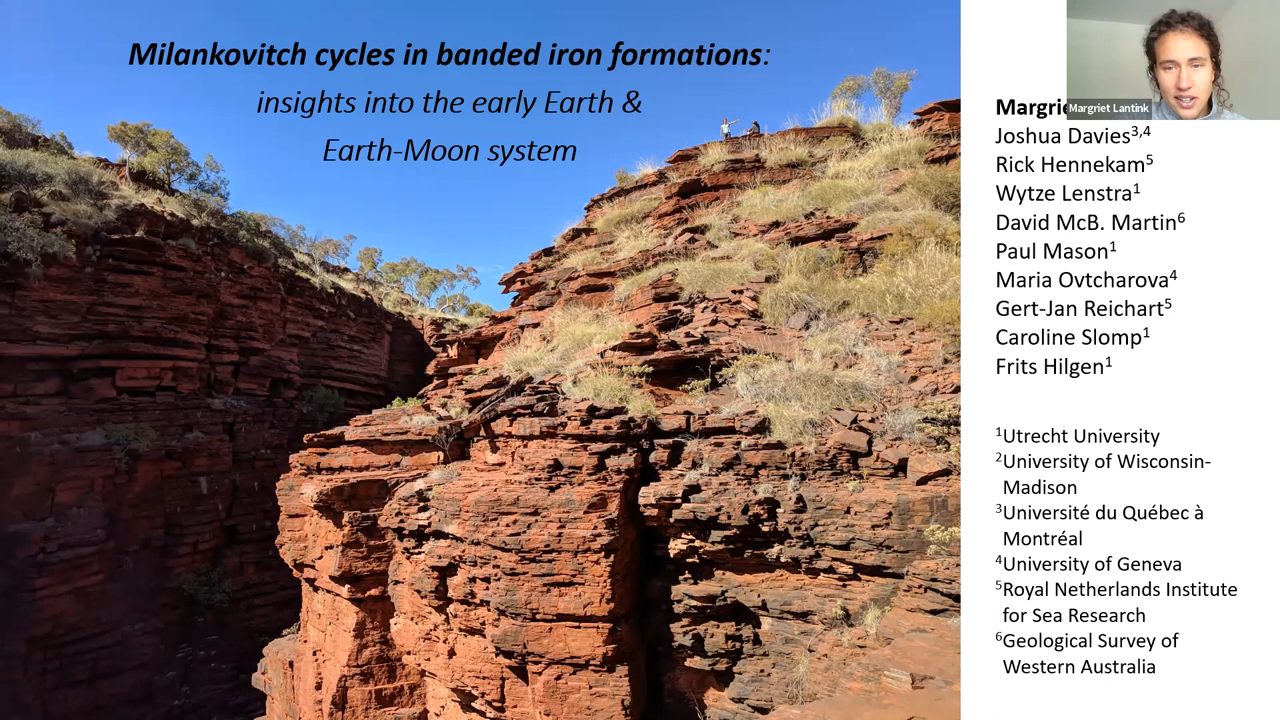 Milankovitch cycles in banded iron formations:
insights into the early Earth &
Earth-Moon system
Margriet Lantink
Joshua Davies3,4
Rick Hennekam5
Wytze Lenstra1
David McB. Martin6
Paul Mason1
Maria Ovtcharova4
Gert-Jan Reichart5
Caroline Slomp1
Frits Hilgen1
1Utrecht University
2University of Wisconsin-
Madison
3Université du Québec à
Montréal
4University of Geneva
5Royal Netherlands Institute
for Sea Research
6Geological Survey of
Western Australia